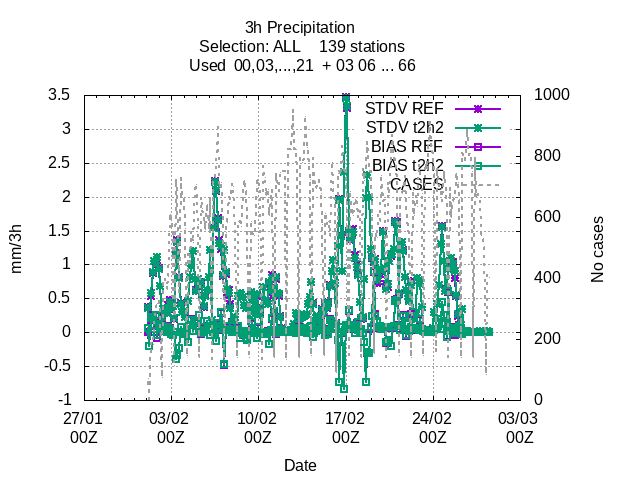 3h Precipitation
Selection: ALL 139 stations
Used 00,03,...,21 + 03 06 ... 66
3.5
3
2.5
2
1.5
1
0.5
0
-0.5
-1
mm/3h
1000
800
600
400
200
0
No cases
STDV REF
STDV t2h2
BIAS REF
BIAS t2h2
CASES
27/01 03/02 10/02 17/02 24/02 03/03
00Z 00Z 00Z 00Z 00Z 00Z
Date